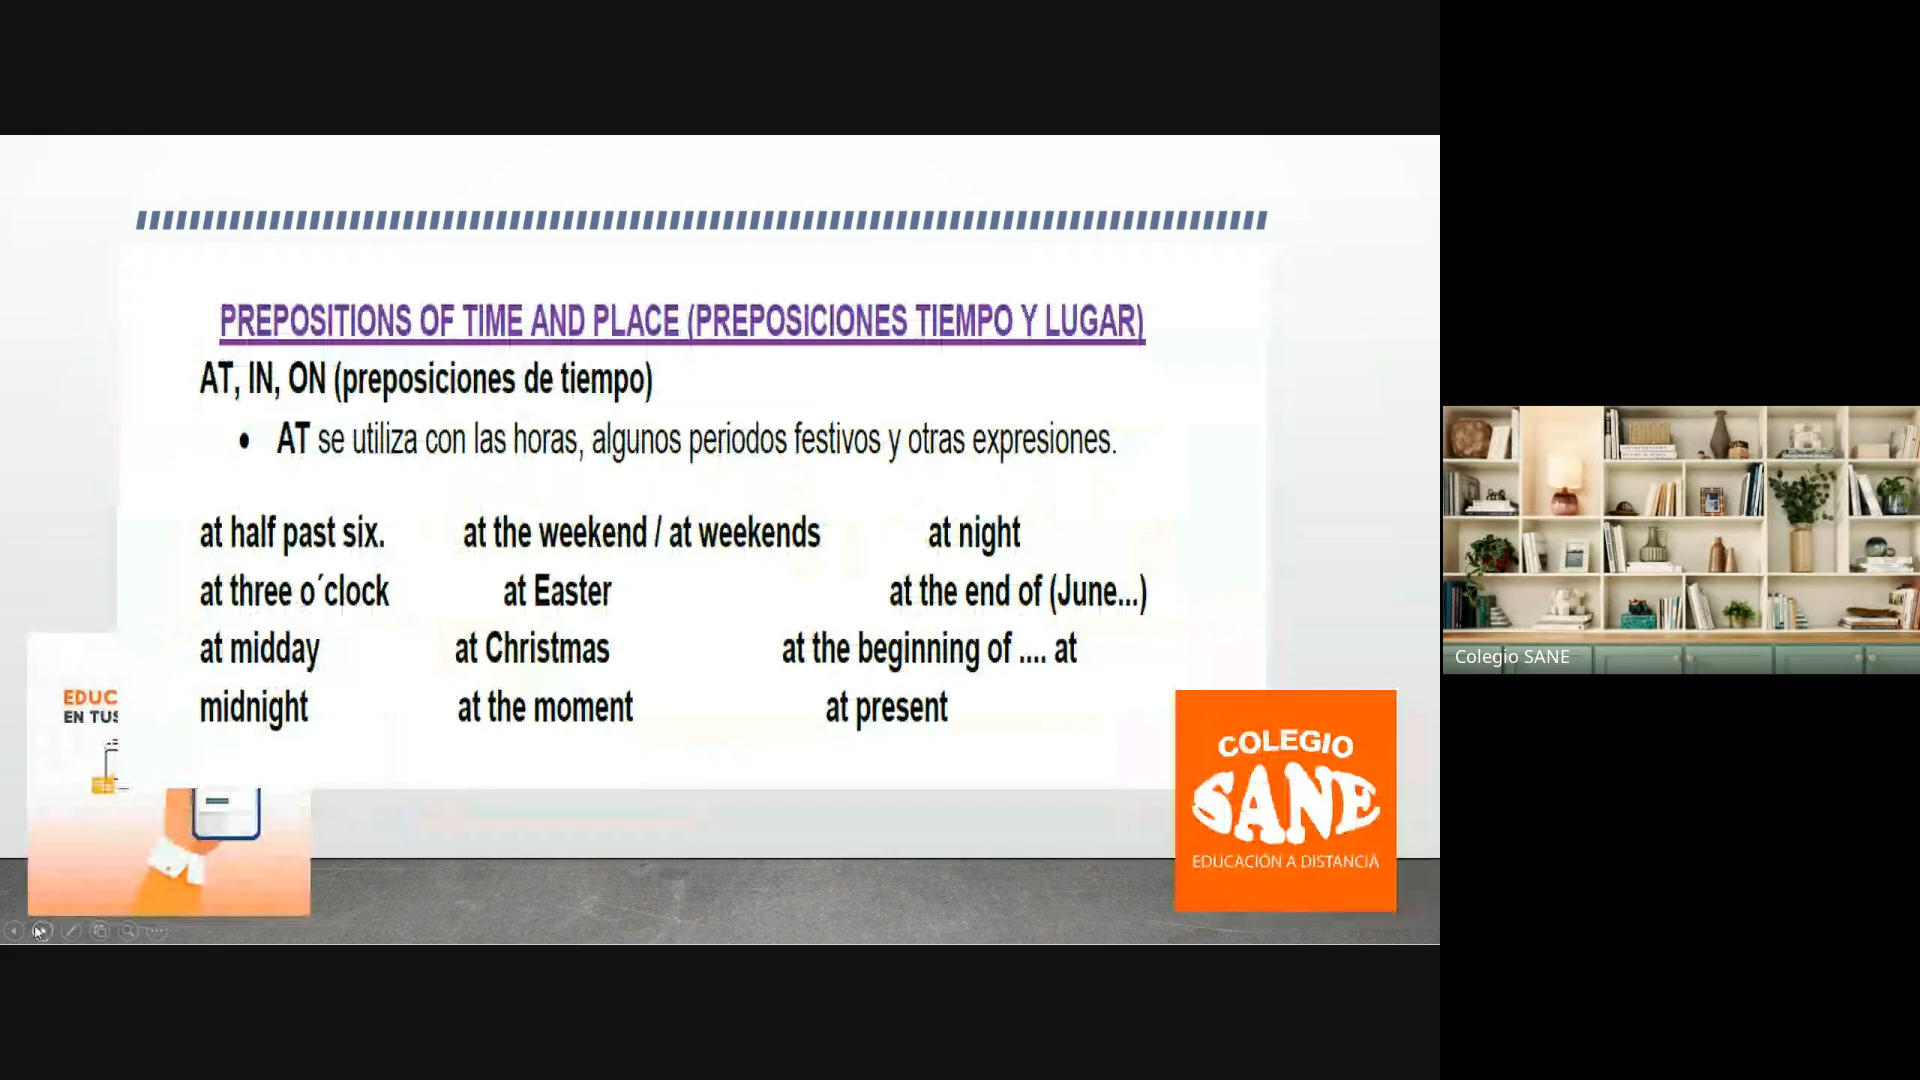 PREPOSITIONS OF TIME AND PLACE (PREPOSICIONES TIEMPO Y LUGAR)
AT, IN, ON (preposiciones de tiempo)
• AT se utiliza con las horas, algunos periodos festivos y otras expresiones.
at half past six. at the weekend / at weekends at night
at three o´clock at Easter at the end of (June...)
at midday at Christmas at the beginning of .... at
midnight at the moment at present
EDUC
EN TUS
COLEGIO
SANE
EDUCACIÓN A DISTANCIA
Colegio SANE